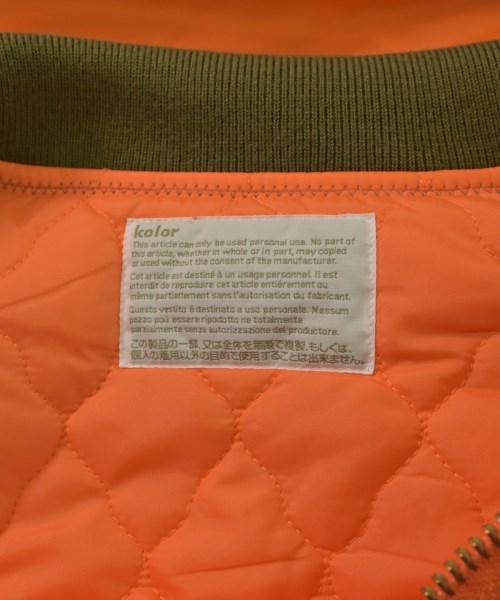 kolor
This article can only be used personal use. No part of
this article, whether in whole or in part, may copied
or used without the consent of the manufacturer.
Cet article est destiné à un usage personnel. Il est
interdit de reproduire cet article entiérement ou
même partiellement sans l'autorisation du fabricant.
Questo vestito é destinato a uso personale. Nessum
pezzo puó essere ripodotto ne totalmente
parzialmente senza autorizzazione del produttore.
この製品の一部、又は全体を無断で複製、もしくは、
個人の着用以外の目的で使用することは出来ません。